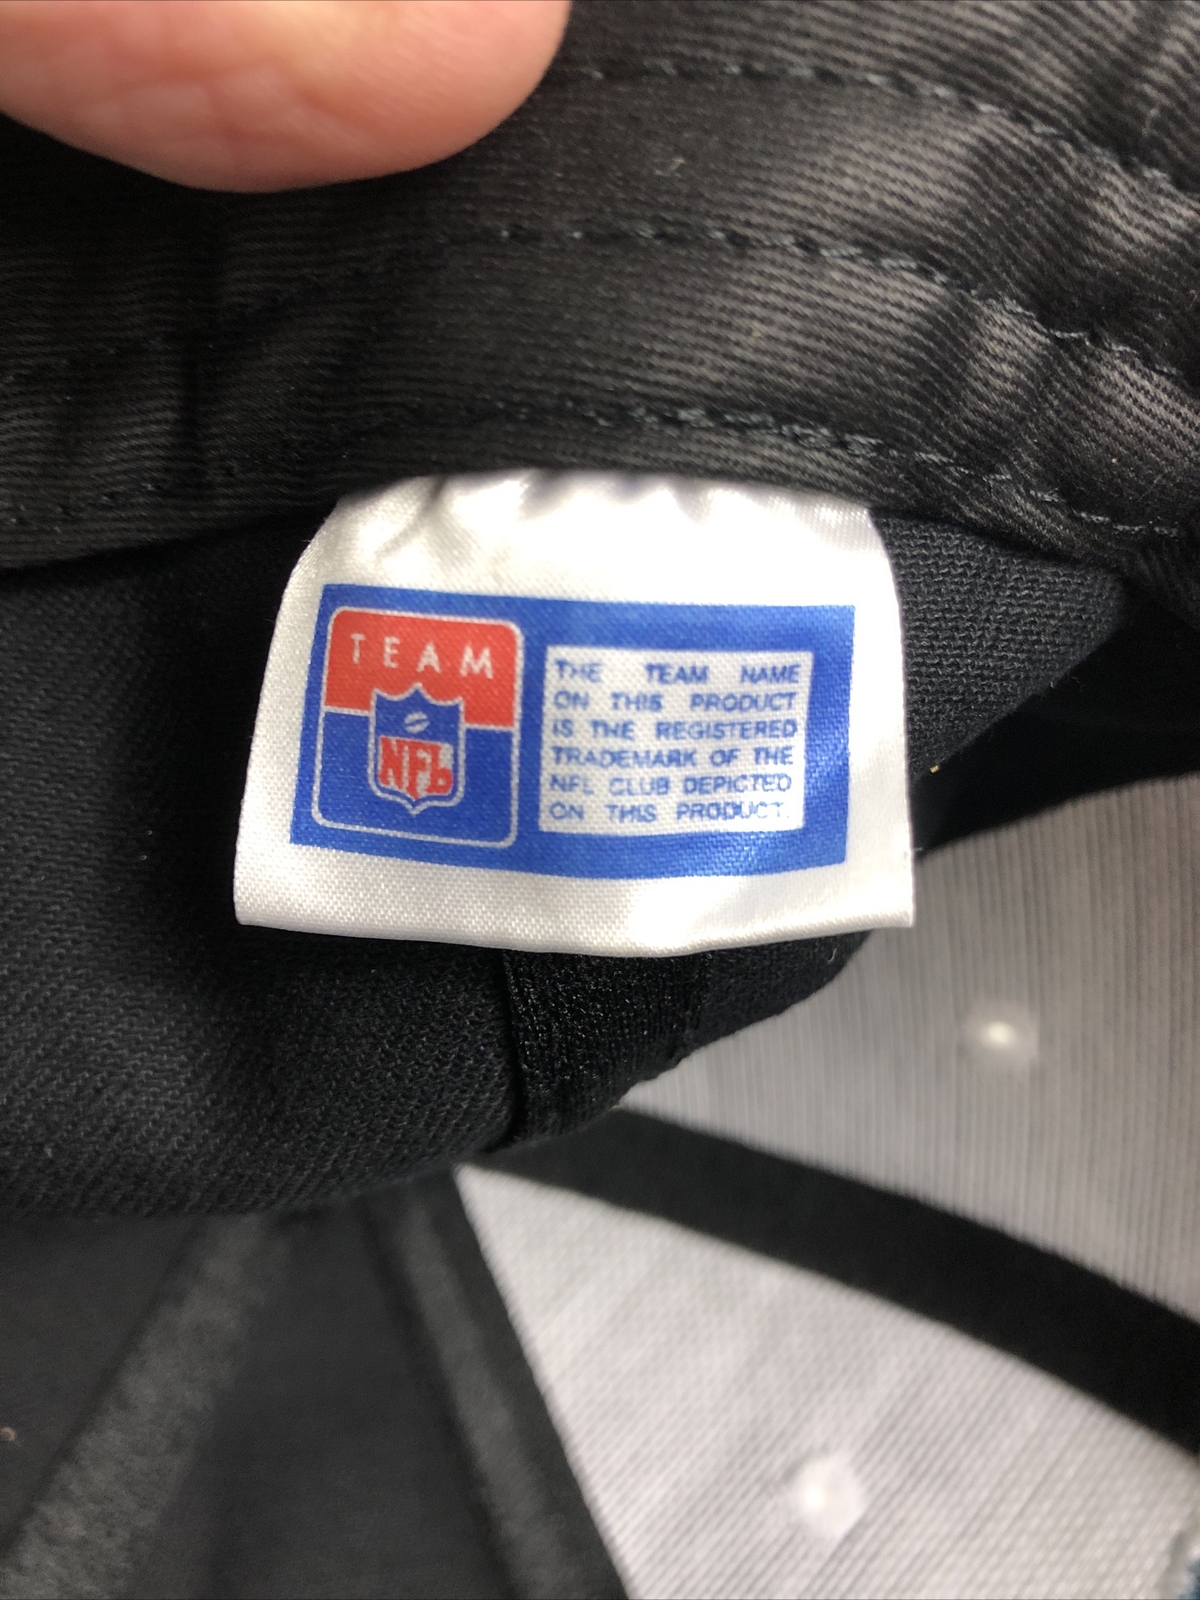 TEAM
NFL
THE TEAM NAME
ON THIS PRODUCT
IS THE REGISTERED
TRADEMARK OF THE
NFL CLUB DEPICTED
ON THIS PRODUCT.